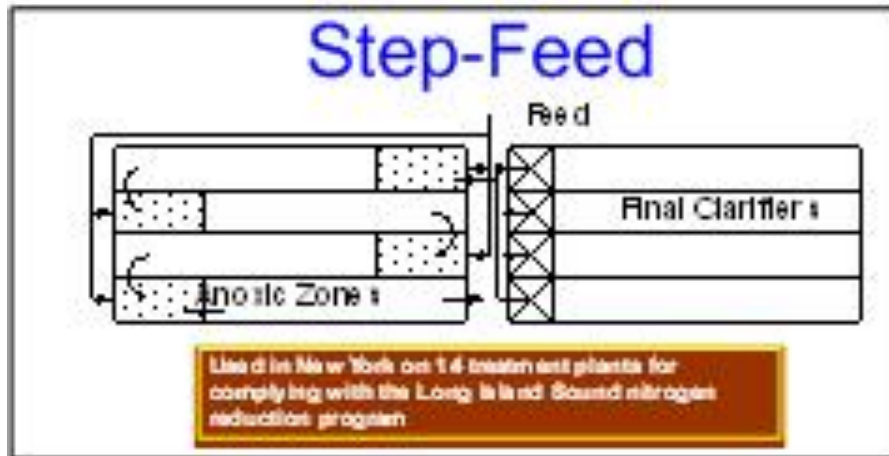 Step-Feed
Feed
Final Clarifiers
Anoxic Zones
Used in New York on 14 treatment plants for
complying with the Long Island Sound nitrogen
reduction program